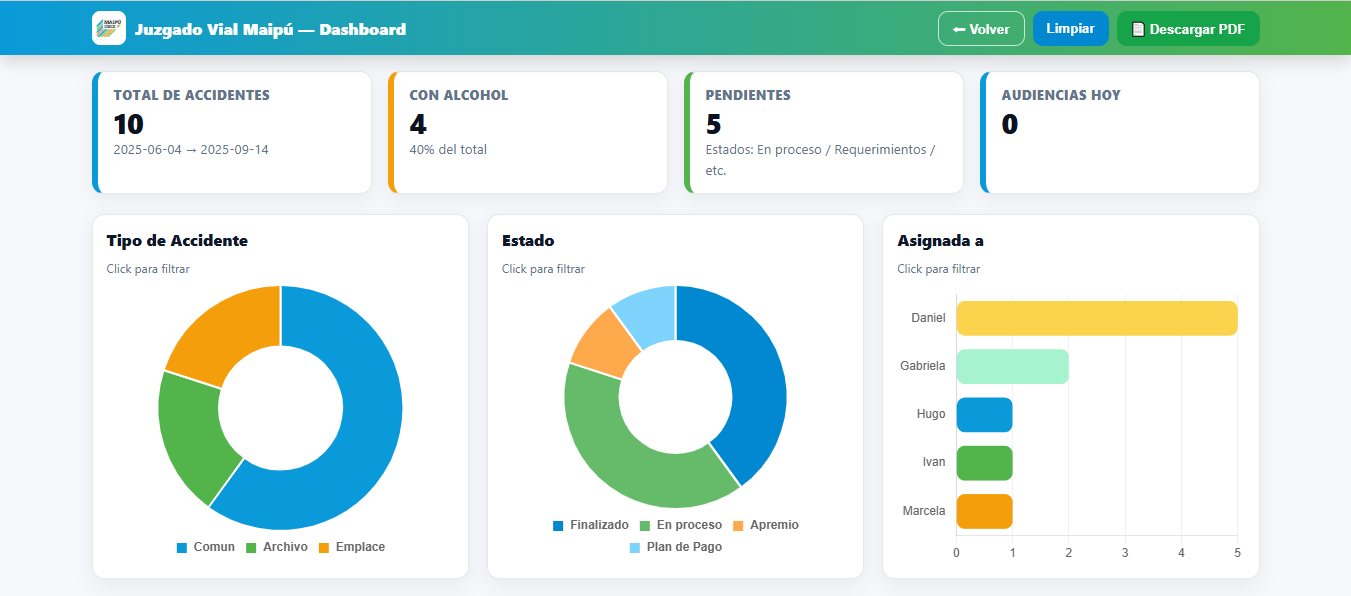 MAIPÚ
Juzgado Vial Maipú — Dashboard
⬅ Volver
Limpiar
📄 Descargar PDF
TOTAL DE ACCIDENTES
10
2025-06-04 → 2025-09-14
CON ALCOHOL
4
40% del total
PENDIENTES
5
Estados: En proceso / Requerimientos /
etc.
AUDIENCIAS HOY
0
Tipo de Accidente
Click para filtrar
Comun
Archivo
Emplace
Estado
Click para filtrar
Finalizado
En proceso
Apremio
Plan de Pago
Asignada a
Click para filtrar
Daniel
Gabriela
Hugo
Ivan
Marcela
0 1 2 3 4 5